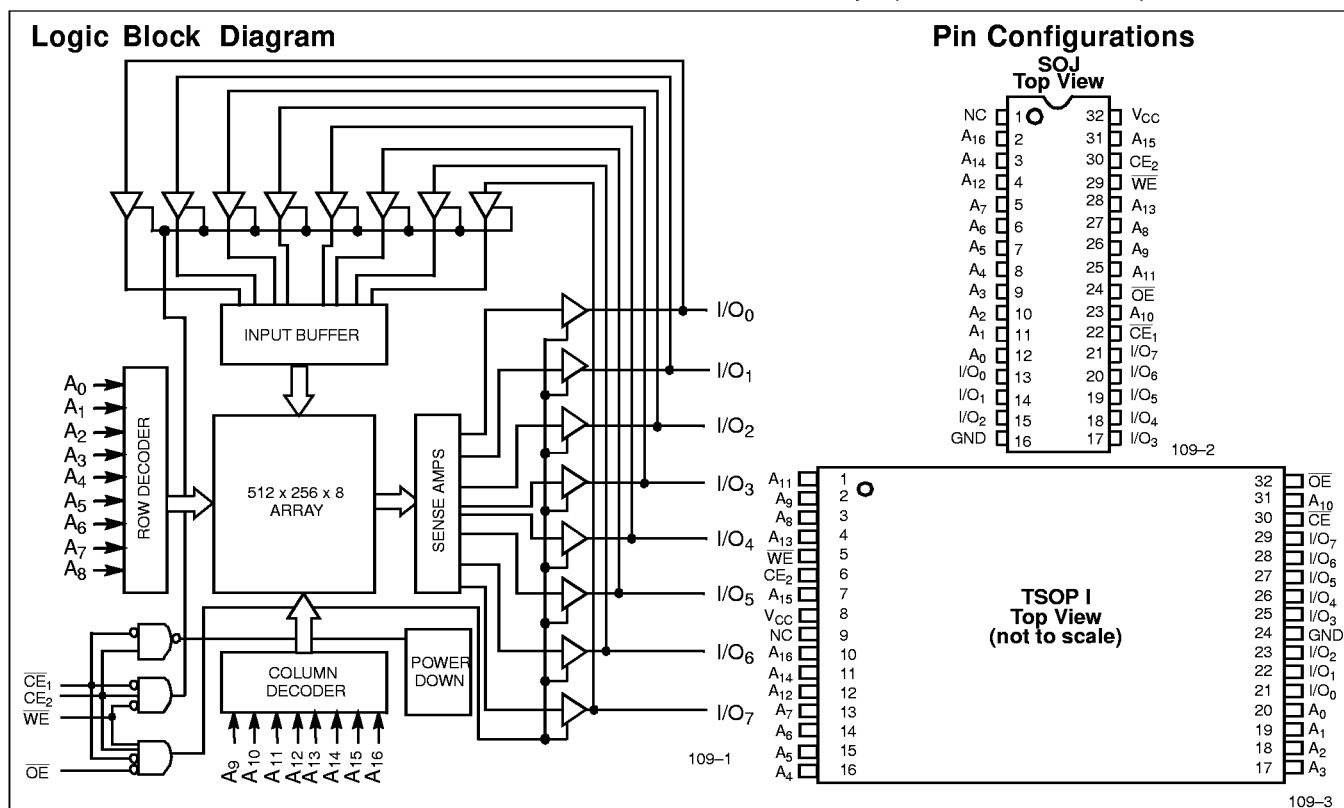 Logic Block Diagram
INPUT BUFFER
A0
A1
A2
A3
A4
A5
A6
A7
A8
ROW DECODER
512 x 256 x 8
ARRAY
SENSE AMPS
I/O0
I/O1
I/O2
I/O3
I/O4
I/O5
I/O6
I/O7
CE1
CE2
WE
OE
COLUMN
DECODER
POWER
DOWN
A9
A10
A11
A12
A13
A14
A15
A16
109–1
Pin Configurations
SOJ
Top View
NC 1 32 VCC
A16 2 31 A15
A14 3 30 CE2
A12 4 29 WE
A7 5 28 A13
A6 6 27 A8
A5 7 26 A9
A4 8 25 A11
A3 9 24 OE
A2 10 23 A10
A1 11 22 CE1
A0 12 21 I/O7
I/O0 13 20 I/O6
I/O1 14 19 I/O5
I/O2 15 18 I/O4
GND 16 17 I/O3
109–2
A11 1 32 OE
A9 2 31 A10
A8 3 30 CE
A13 4 29 I/O7
WE 5 28 I/O6
CE2 6 27 I/O5
A15 7 26 I/O4
VCC 8 25 I/O3
NC 9 24 GND
A16 10 23 I/O2
A14 11 22 I/O1
A12 12 21 I/O0
A7 13 20 A0
A6 14 19 A1
A5 15 18 A2
A4 16 17 A3
TSOP I
Top View
(not to scale)
109–3